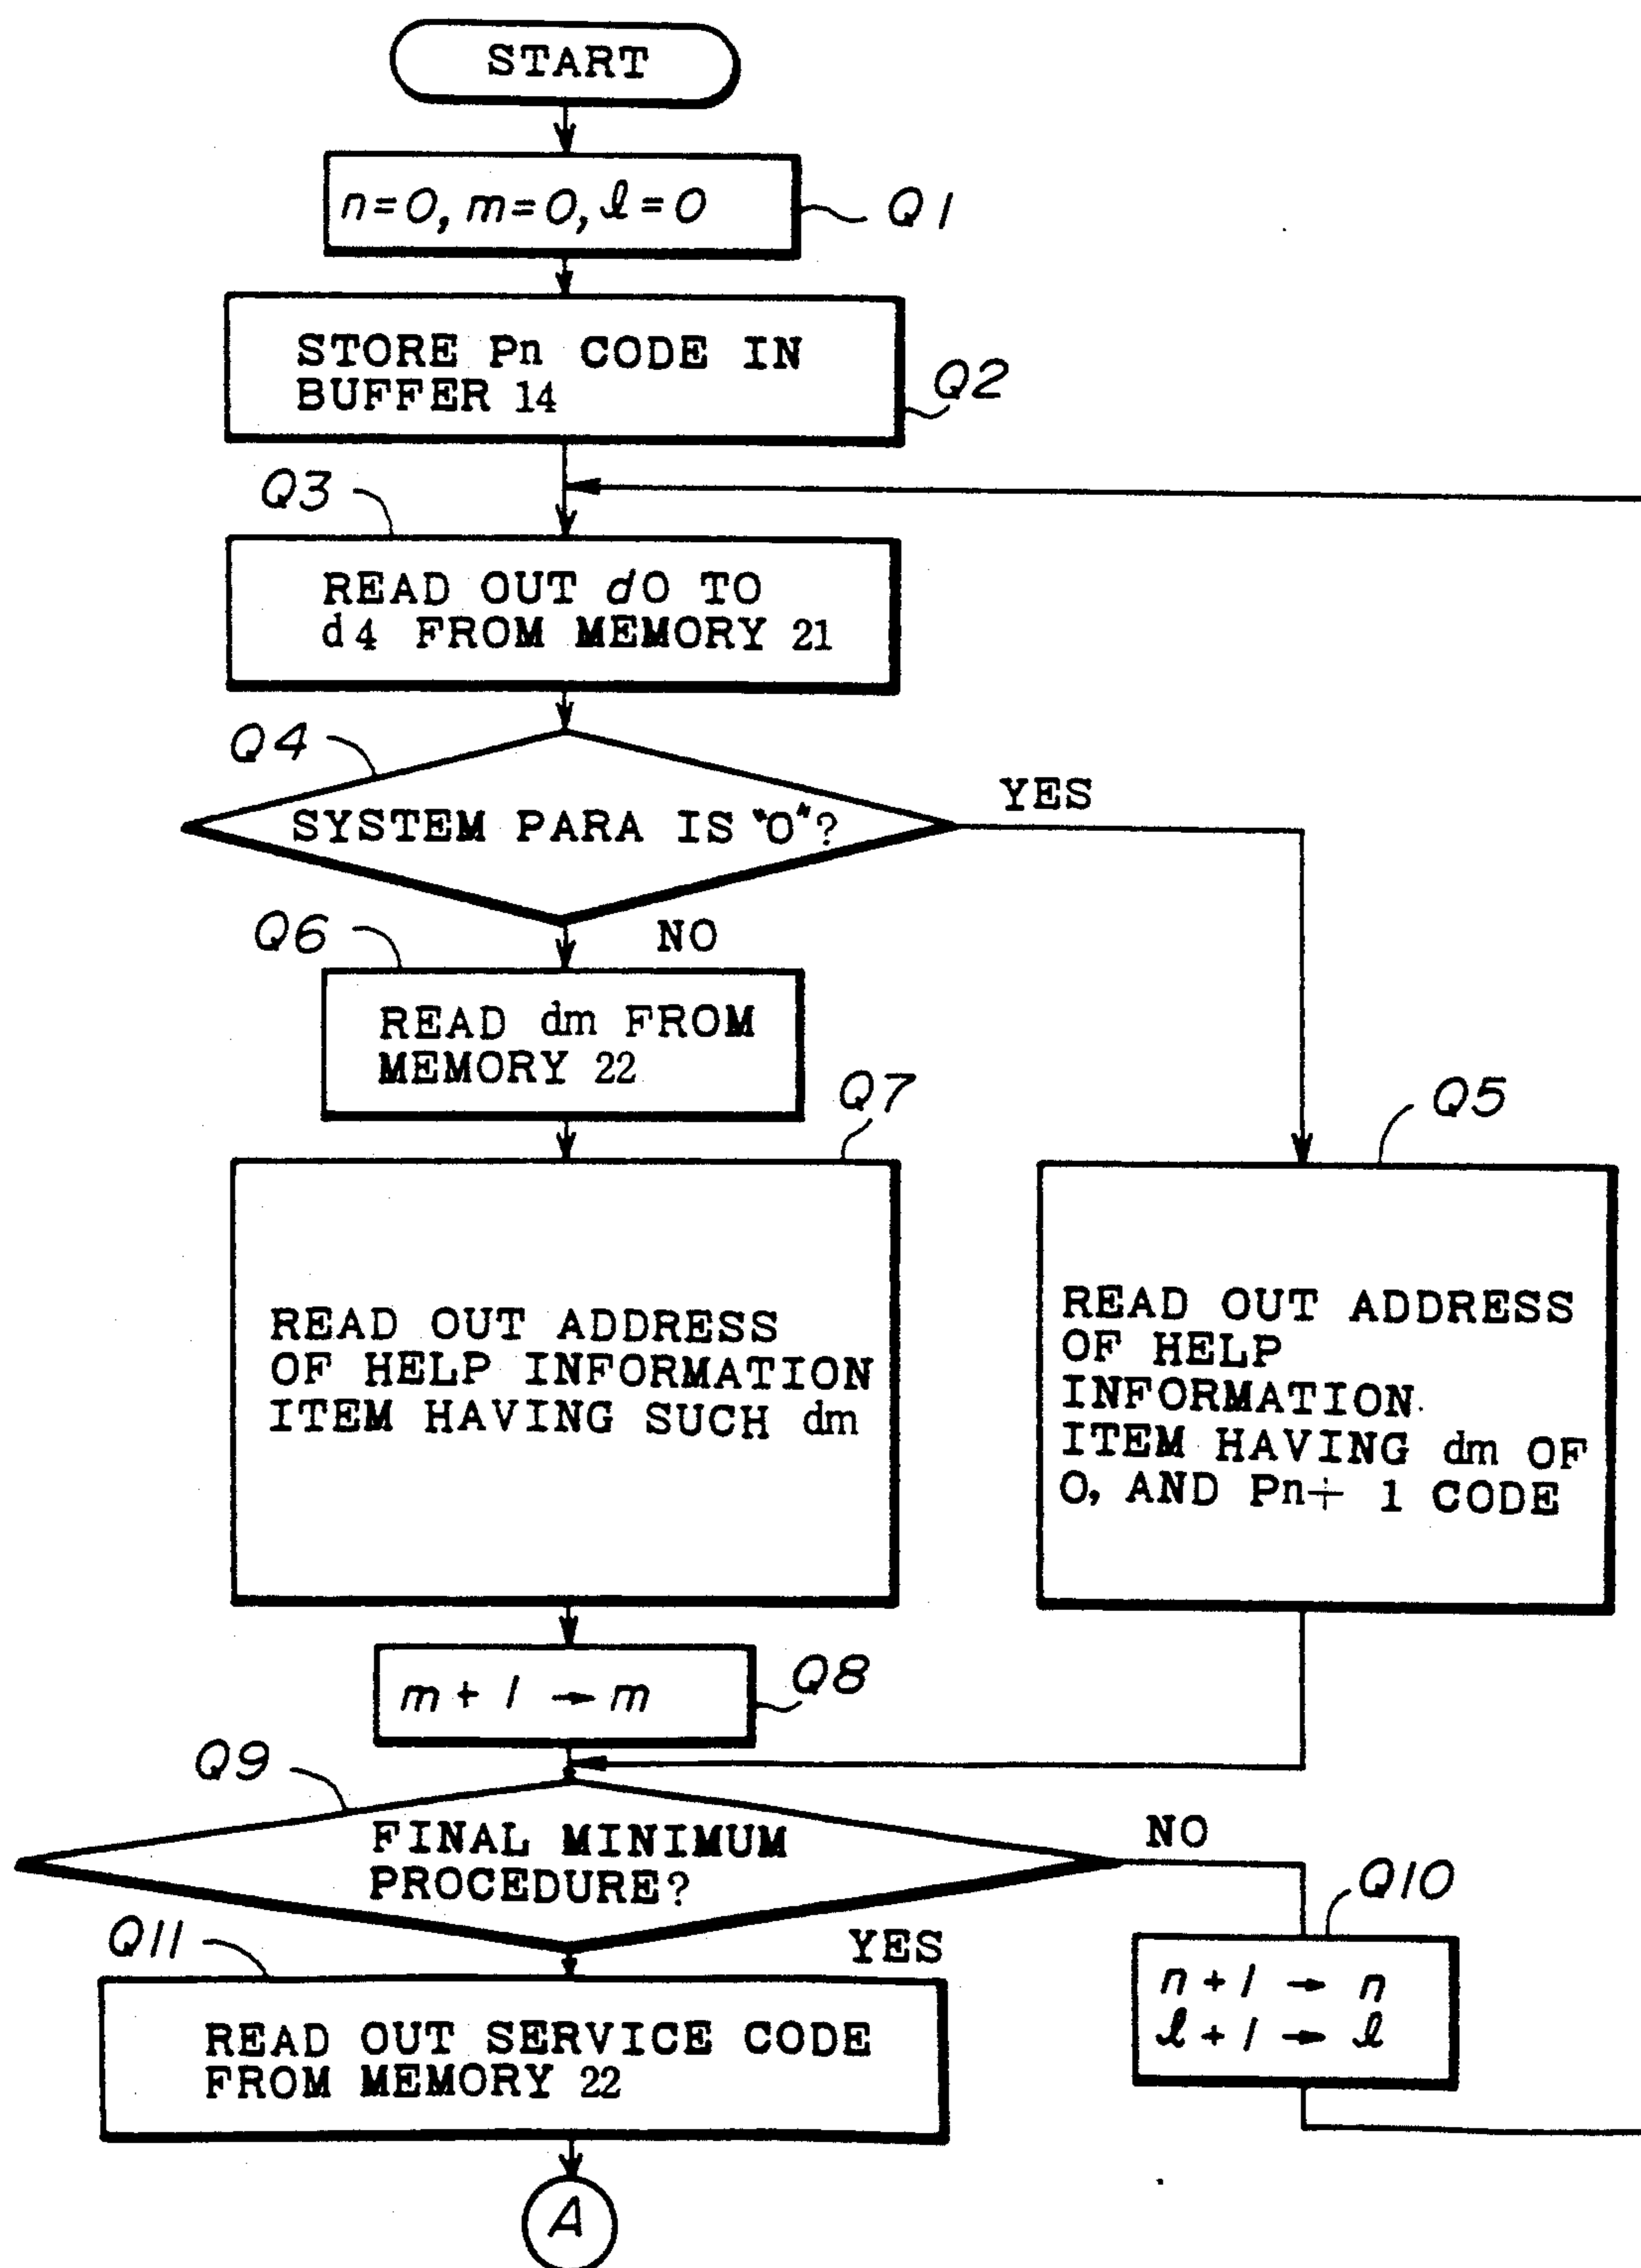 START
n=0, m=0, ℓ=0
Q1
STORE Pn CODE IN
BUFFER 14
Q2
Q3
READ OUT d0 TO
d4 FROM MEMORY 21
Q4
SYSTEM PARA IS "0"?
YES
NO
Q6
READ dm FROM
MEMORY 22
Q7
READ OUT ADDRESS
OF HELP INFORMATION
ITEM HAVING SUCH dm
Q5
READ OUT ADDRESS
OF HELP
INFORMATION
ITEM HAVING dm OF
0, AND Pn+ 1 CODE
m + 1 → m
Q8
Q9
FINAL MINIMUM
PROCEDURE?
NO
YES
Q10
n + 1 → n
ℓ + 1 → ℓ
Q11
READ OUT SERVICE CODE
FROM MEMORY 22
A